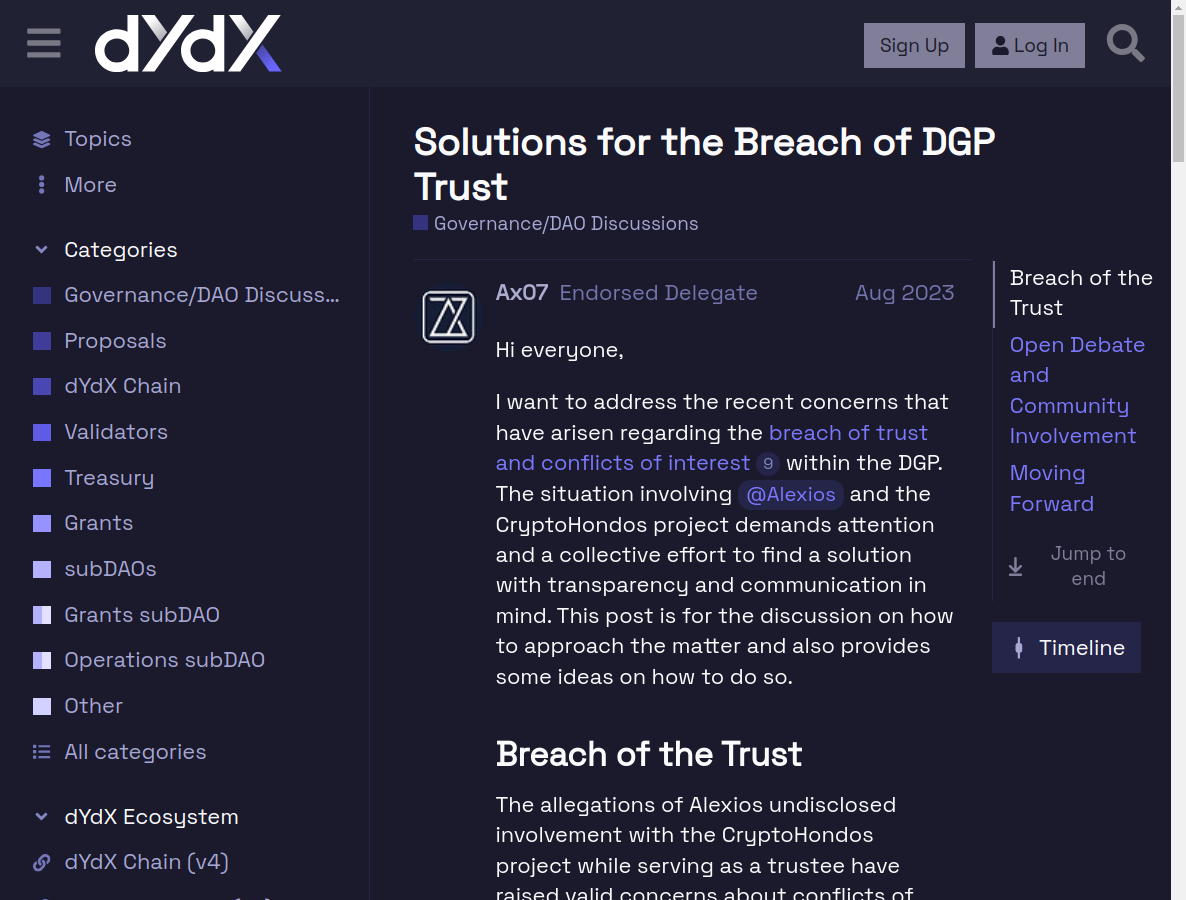 dYdX
Sign Up
Log In
Topics
More
Categories
Governance/DAO Discuss...
Proposals
dYdX Chain
Validators
Treasury
Grants
subDAOs
Grants subDAO
Operations subDAO
Other
All categories
dYdX Ecosystem
dYdX Chain (v4)
Solutions for the Breach of DGP
Trust
Governance/DAO Discussions
Ax07 Endorsed Delegate Aug 2023
Hi everyone,
I want to address the recent concerns that
have arisen regarding the breach of trust
and conflicts of interest 9 within the DGP.
The situation involving @Alexios and the
CryptoHondos project demands attention
and a collective effort to find a solution
with transparency and communication in
mind. This post is for the discussion on how
to approach the matter and also provides
some ideas on how to do so.
Breach of the Trust
The allegations of Alexios undisclosed
involvement with the CryptoHondos
project while serving as a trustee have
raised valid concerns about conflicts of
Breach of the
Trust
Open Debate
and
Community
Involvement
Moving
Forward
Jump to
end
Timeline